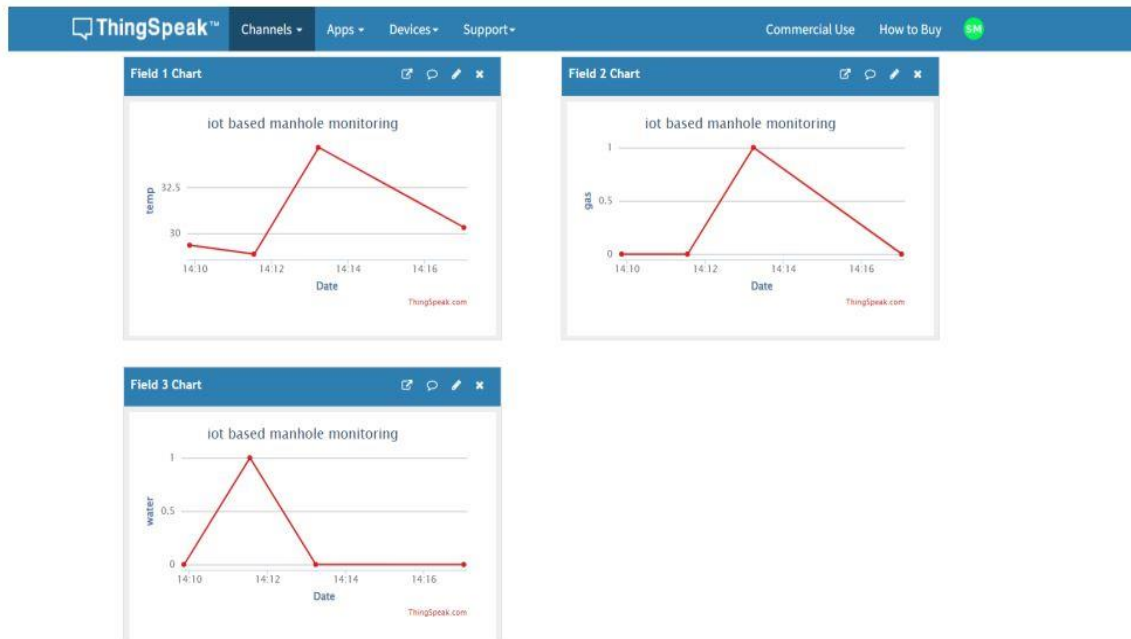 ThingSpeak™ Channels Apps Devices Support Commercial Use How to Buy SM
Field 1 Chart
iot based manhole monitoring
temp
32.5
30
14:10 14:12 14:14 14:16
Date
ThingSpeak.com
Field 2 Chart
iot based manhole monitoring
gas
1
0.5
0
14:10 14:12 14:14 14:16
Date
ThingSpeak.com
Field 3 Chart
iot based manhole monitoring
water
1
0.5
0
14:10 14:12 14:14 14:16
Date
ThingSpeak.com